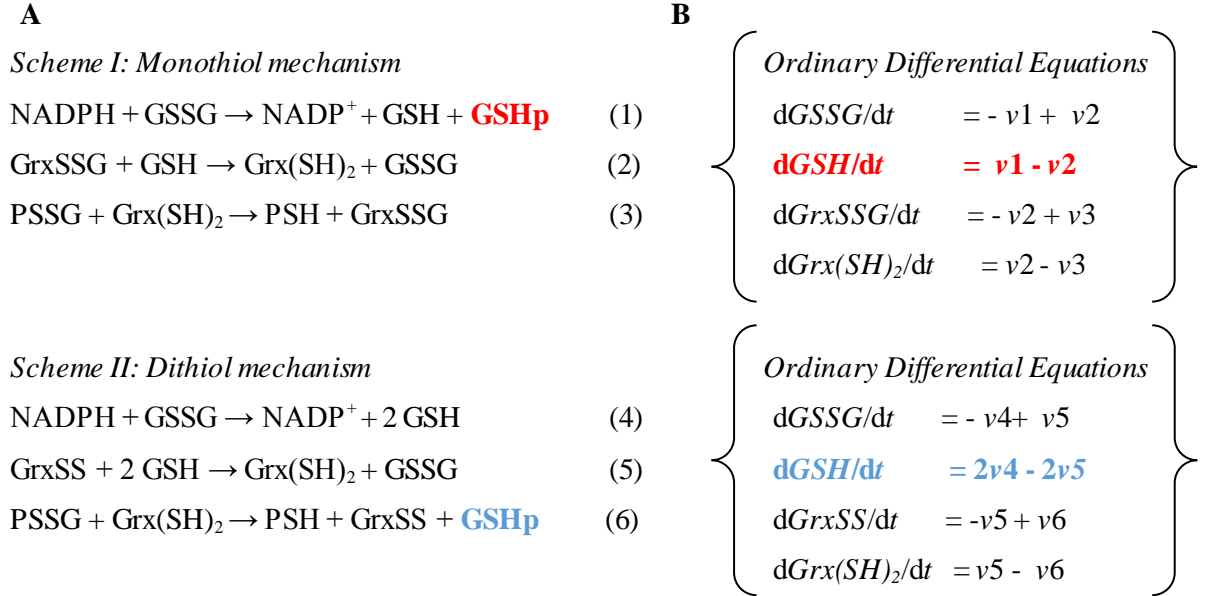 A
Scheme I: Monothiol mechanism
NADPH + GSSG → NADP⁺ + GSH + GSHp (1)
GrxSSG + GSH → Grx(SH)₂ + GSSG (2)
PSSG + Grx(SH)₂ → PSH + GrxSSG (3)
B
Ordinary Differential Equations
dGSSG/dt = - v1 + v2
dGSH/dt = v1 - v2
dGrxSSG/dt = - v2 + v3
dGrx(SH)₂/dt = v2 - v3
Scheme II: Dithiol mechanism
NADPH + GSSG → NADP⁺ + 2 GSH (4)
GrxSS + 2 GSH → Grx(SH)₂ + GSSG (5)
PSSG + Grx(SH)₂ → PSH + GrxSS + GSHp (6)
Ordinary Differential Equations
dGSSG/dt = - v4+ v5
dGSH/dt = 2v4 - 2v5
dGrxSS/dt = -v5 + v6
dGrx(SH)₂/dt = v5 - v6